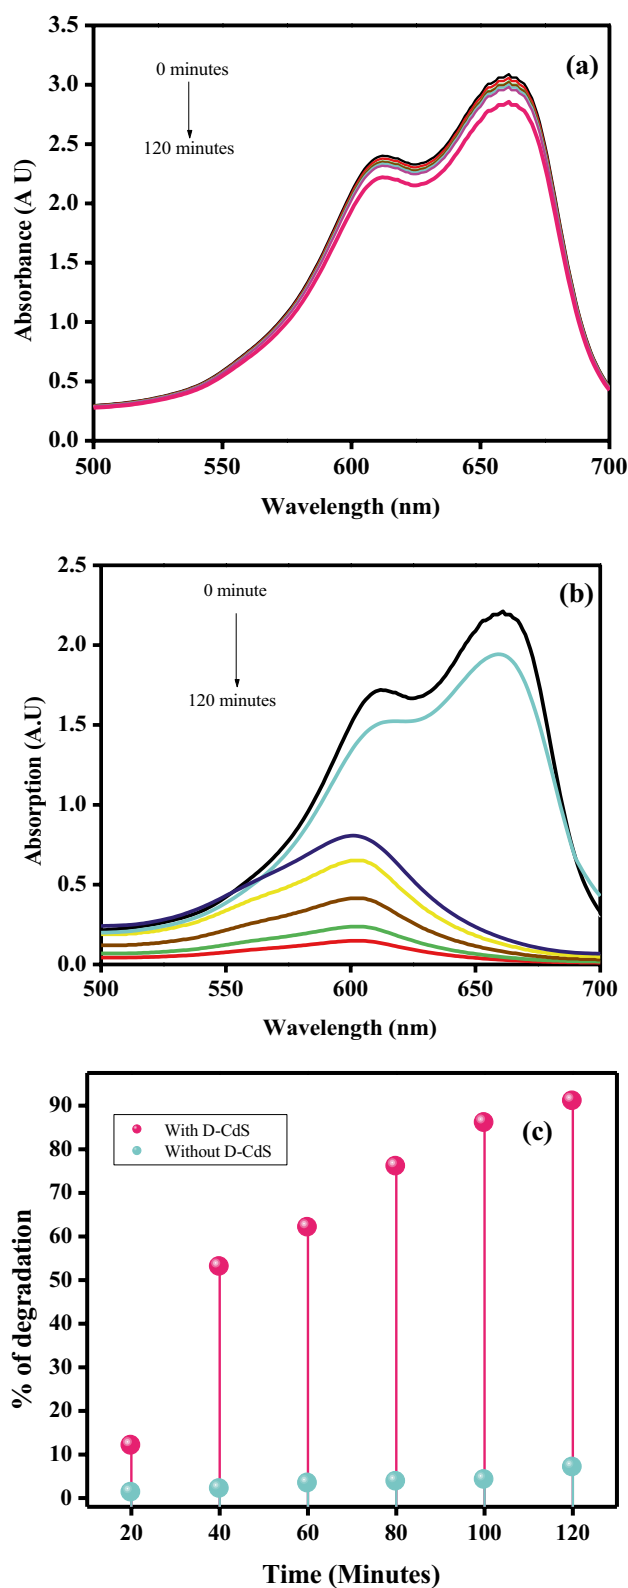 3.5
(a)
0 minutes
3.0
120 minutes
2.5
2.0
1.5
1.0
0.5
0.0
Absorbance (A U)
500 550 600 650 700
Wavelength (nm)
2.5
0 minute
(b)
2.0
120 minutes
1.5
1.0
0.5
0.0
Absorption (A.U)
500 550 600 650 700
Wavelength (nm)
90
With D-CdS
(c)
Without D-CdS
80
70
60
50
40
30
20
10
0
% of degradation
20 40 60 80 100 120
Time (Minutes)